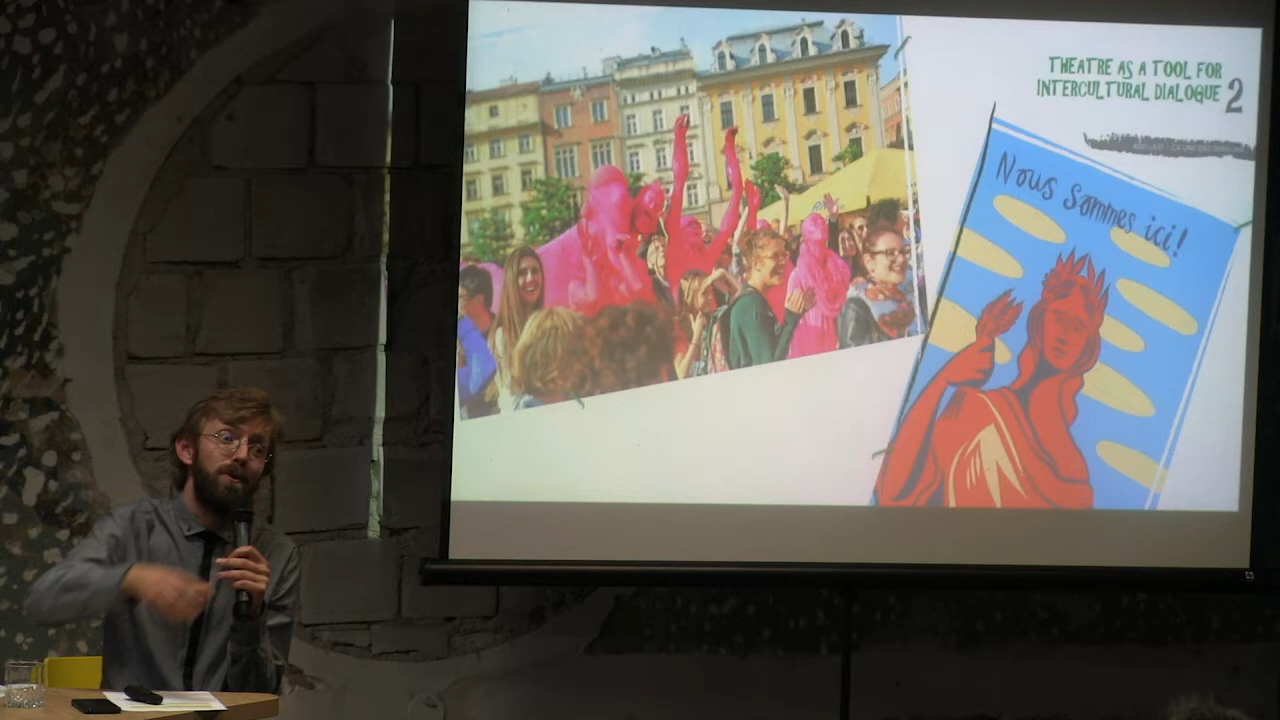 THEATRE AS A TOOL FOR
INTERCULTURAL DIALOGUE 2
Nous sommes ici!